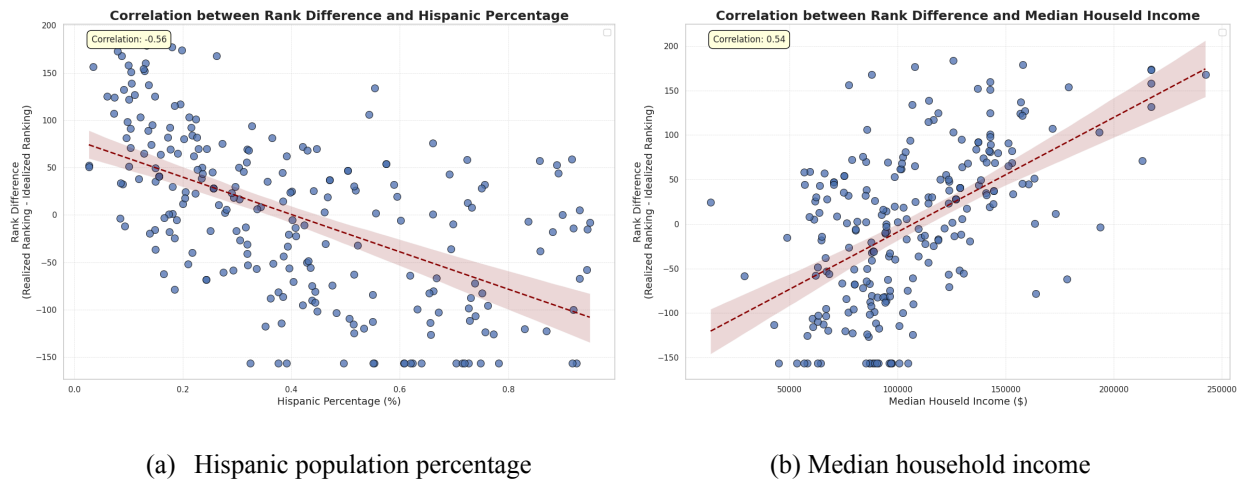 Correlation between Rank Difference and Hispanic Percentage
Correlation: -0.56
Rank Difference
(Realized Ranking - Idealized Ranking)
200
150
100
50
0
−50
−100
−150
0.0 0.2 0.4 0.6 0.8
Hispanic Percentage (%)
(a) Hispanic population percentage
Correlation between Rank Difference and Median Houseld Income
Correlation: 0.54
Rank Difference
(Realized Ranking - Idealized Ranking)
200
150
100
50
0
−50
−100
−150
50000 100000 150000 200000 250000
Median Houseld Income ($)
(b) Median household income